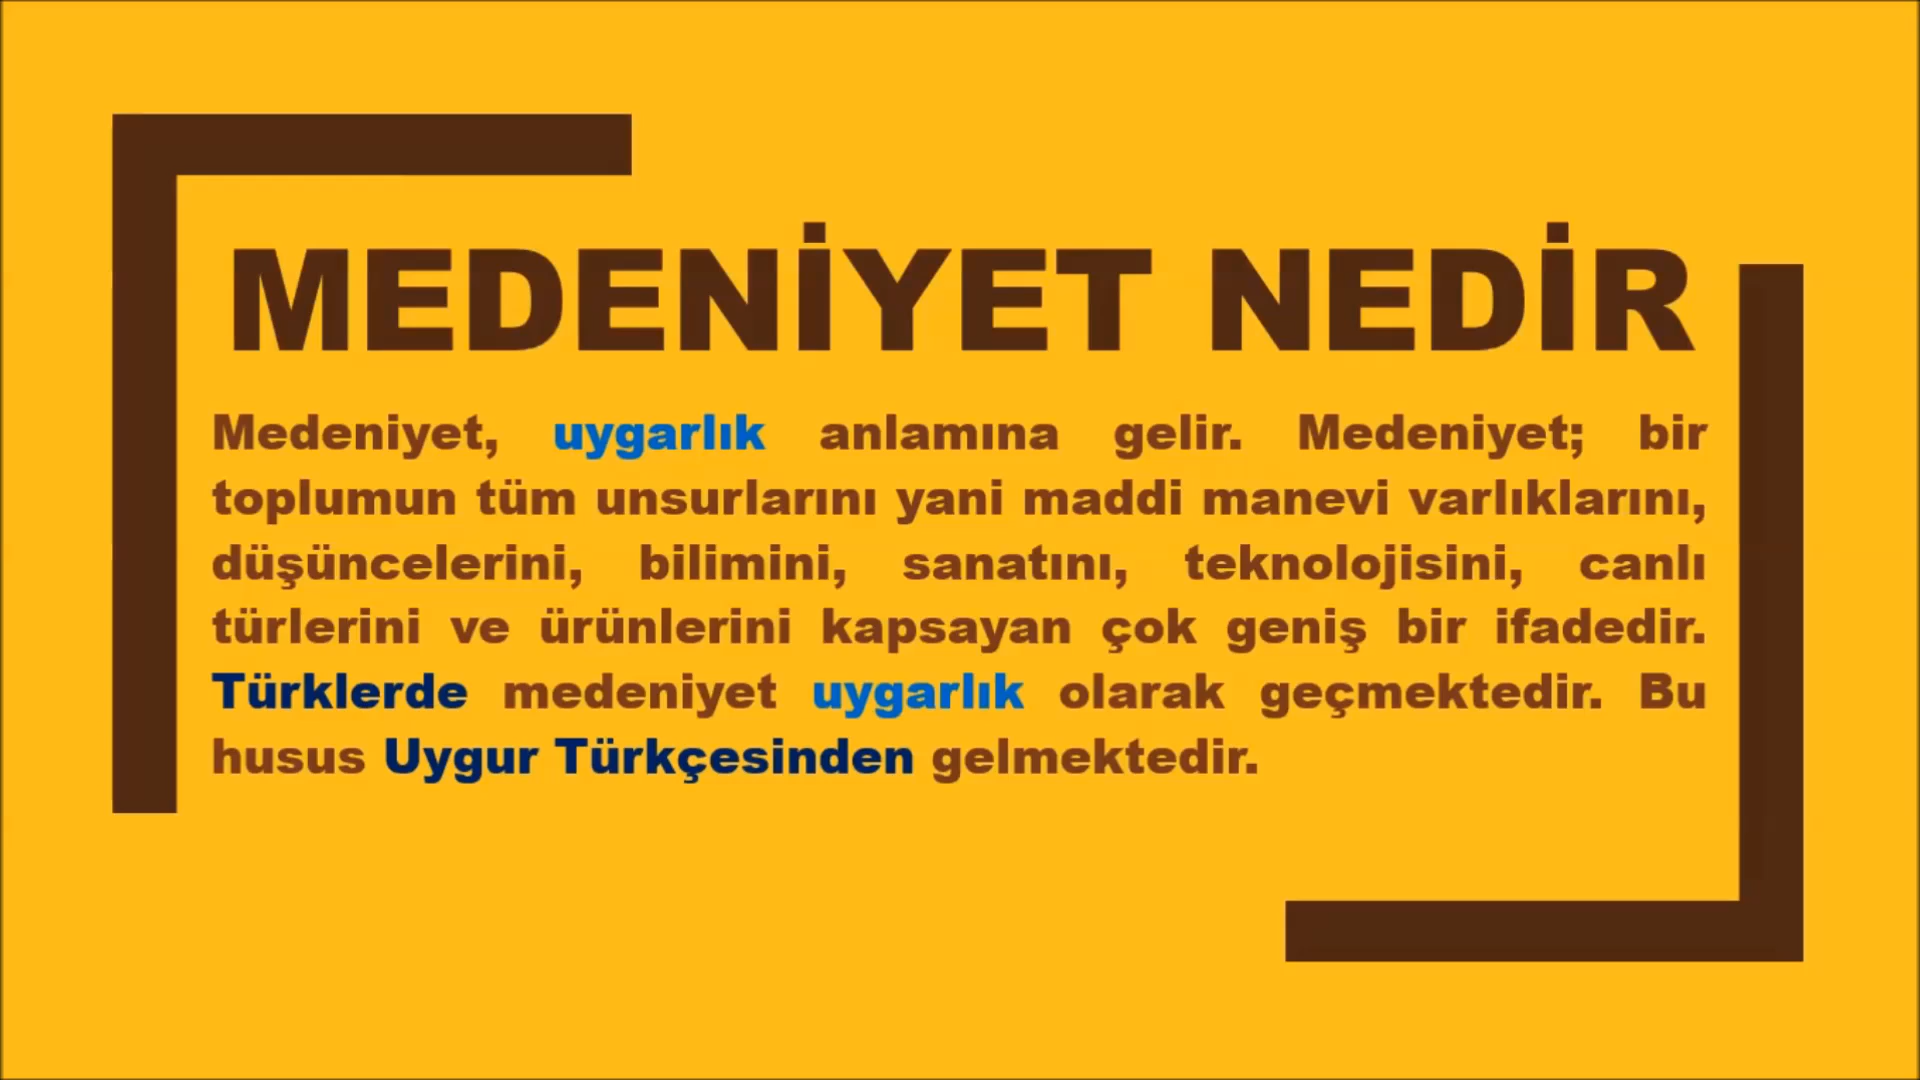 MEDENİYET NEDİR
Medeniyet, uygarlık anlamına gelir. Medeniyet; bir
toplumun tüm unsurlarını yani maddi manevi varlıklarını,
düşüncelerini, bilimini, sanatını, teknolojisini, canlı
türlerini ve ürünlerini kapsayan çok geniş bir ifadedir.
Türklerde medeniyet uygarlık olarak geçmektedir. Bu
husus Uygur Türkçesinden gelmektedir.